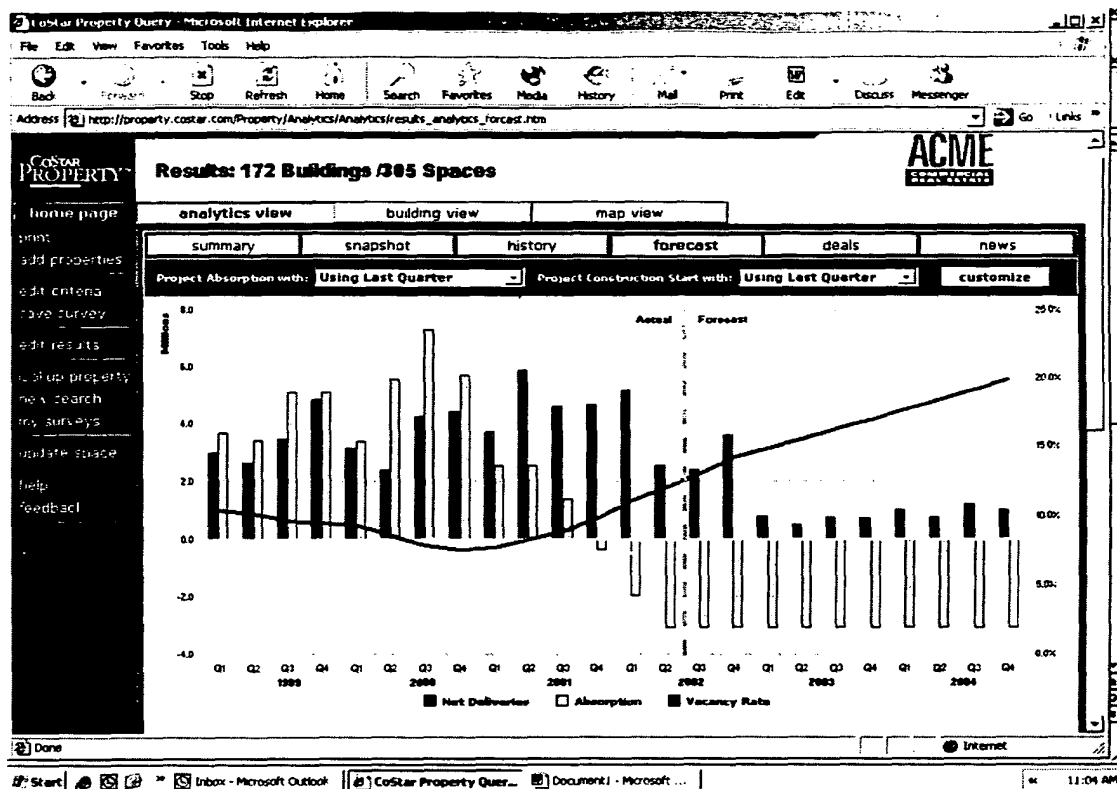 CoStar Property Query - Microsoft Internet Explorer
File Edit View Favorites Tools Help
Back Forward Stop Refresh Home Search Favorites Media History Mail Print Edit Discuss Messenger
Address http://property.costar.com/Property/Analytics/Analytics/results_analytics_forcast.htm Go Links »
COSTAR
PROPERTY™
Results: 172 Buildings /305 Spaces
ACME
COMMERCIAL
REAL ESTATE
home page
analytics view building view map view
print
add properties
edit criteria
save survey
edit results
property
new search
my surveys
update space
help
feedback
summary snapshot history forecast deals news
Project Absorption with: Using Last Quarter Project Construction Start with: Using Last Quarter customize
Millions
8.0
6.0
4.0
2.0
0.0
-2.0
-4.0
Actual Forecast
25.0%
20.0%
15.0%
10.0%
5.0%
0.0%
Q1 Q2 Q3 Q4 Q1 Q2 Q3 Q4 Q1 Q2 Q3 Q4 Q1 Q2 Q3 Q4 Q1 Q2 Q3 Q4 Q1 Q2 Q3 Q4
1999 2000 2001 2002 2003 2004
Net Deliveries Absorption Vacancy Rate
Done Internet
Start » Inbox - Microsoft Outlook CoStar Property Quer... Document1 - Microsoft ... « 11:04 AM